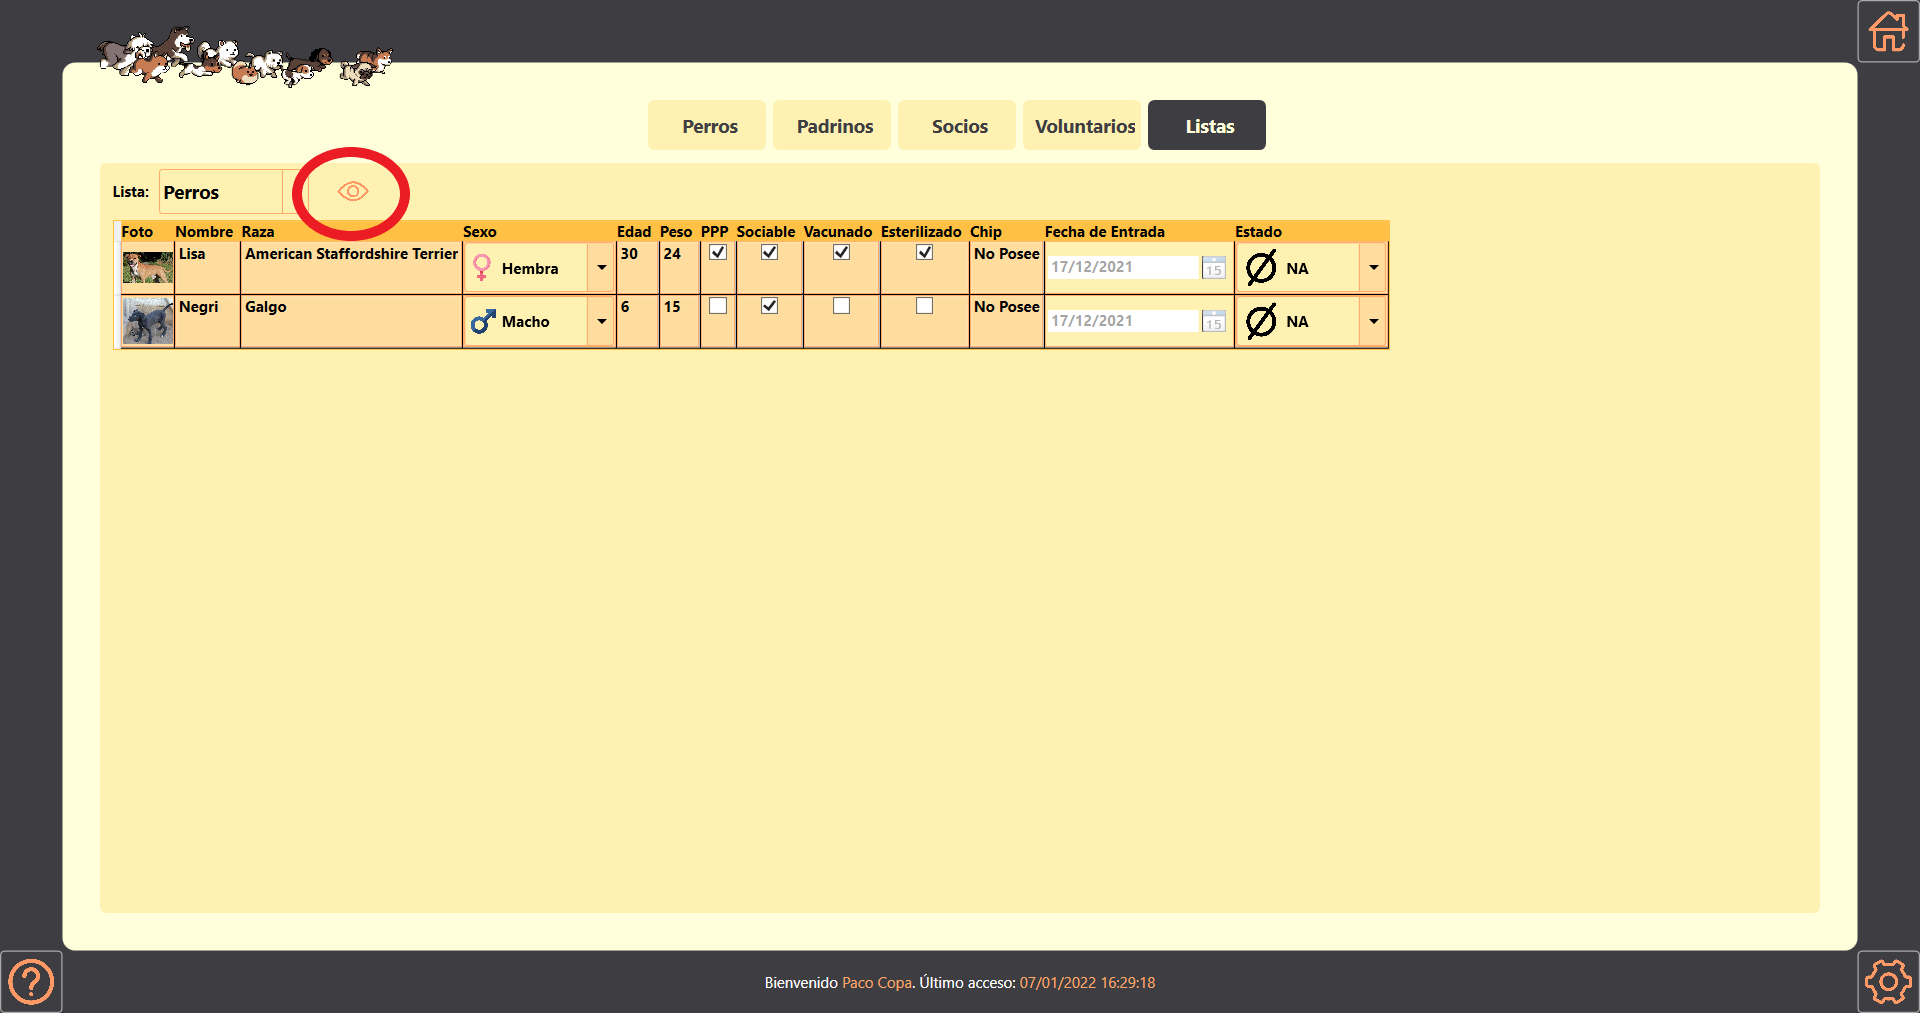 Perros Padrinos Socios Voluntarios Listas
Lista: Perros
Foto Nombre Raza Sexo Edad Peso PPP Sociable Vacunado Esterilizado Chip Fecha de Entrada Estado
Lisa American Staffordshire Terrier Hembra 30 24 No Posee 17/12/2021 15 NA
Negri Galgo Macho 6 15 No Posee 17/12/2021 15 NA
Bienvenido Paco Copa. Último acceso: 07/01/2022 16:29:18